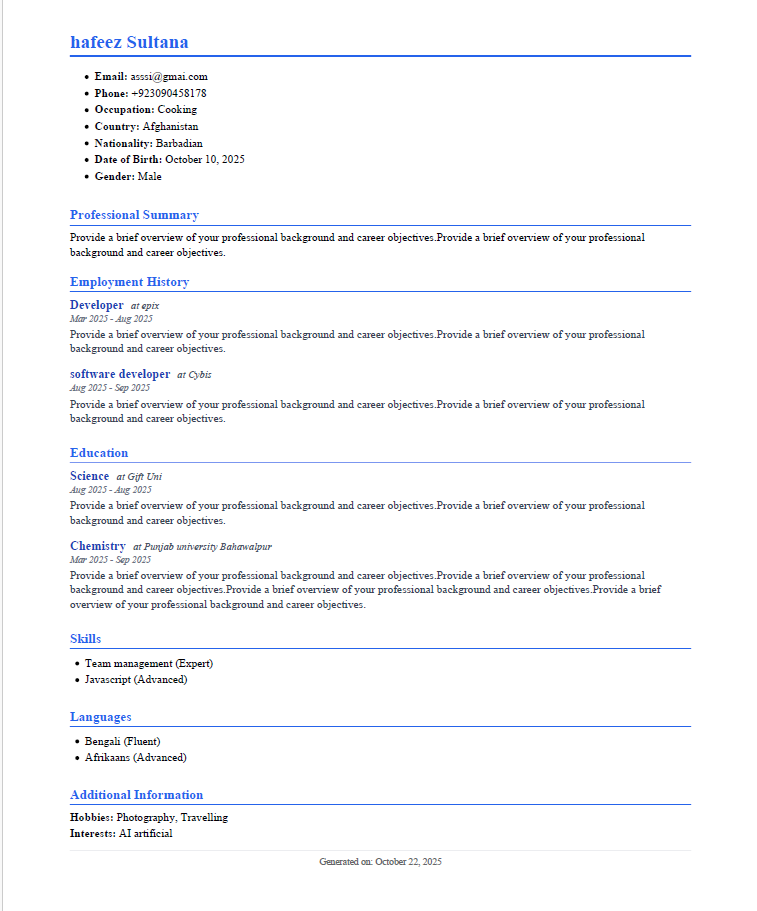 hafeez Sultana
• Email: asssi@gmai.com
• Phone: +923090458178
• Occupation: Cooking
• Country: Afghanistan
• Nationality: Barbadian
• Date of Birth: October 10, 2025
• Gender: Male
Professional Summary
Provide a brief overview of your professional background and career objectives.Provide a brief overview of your professional
background and career objectives.
Employment History
Developer at epix
Mar 2025 - Aug 2025
Provide a brief overview of your professional background and career objectives.Provide a brief overview of your professional
background and career objectives.
software developer at Cybis
Aug 2025 - Sep 2025
Provide a brief overview of your professional background and career objectives.Provide a brief overview of your professional
background and career objectives.
Education
Science at Gift Uni
Aug 2025 - Aug 2025
Provide a brief overview of your professional background and career objectives.Provide a brief overview of your professional
background and career objectives.
Chemistry at Punjab university Bahawalpur
Mar 2025 - Sep 2025
Provide a brief overview of your professional background and career objectives.Provide a brief overview of your professional
background and career objectives.Provide a brief overview of your professional background and career objectives.Provide a brief
overview of your professional background and career objectives.
Skills
• Team management (Expert)
• Javascript (Advanced)
Languages
• Bengali (Fluent)
• Afrikaans (Advanced)
Additional Information
Hobbies: Photography, Travelling
Interests: AI artificial
Generated on: October 22, 2025